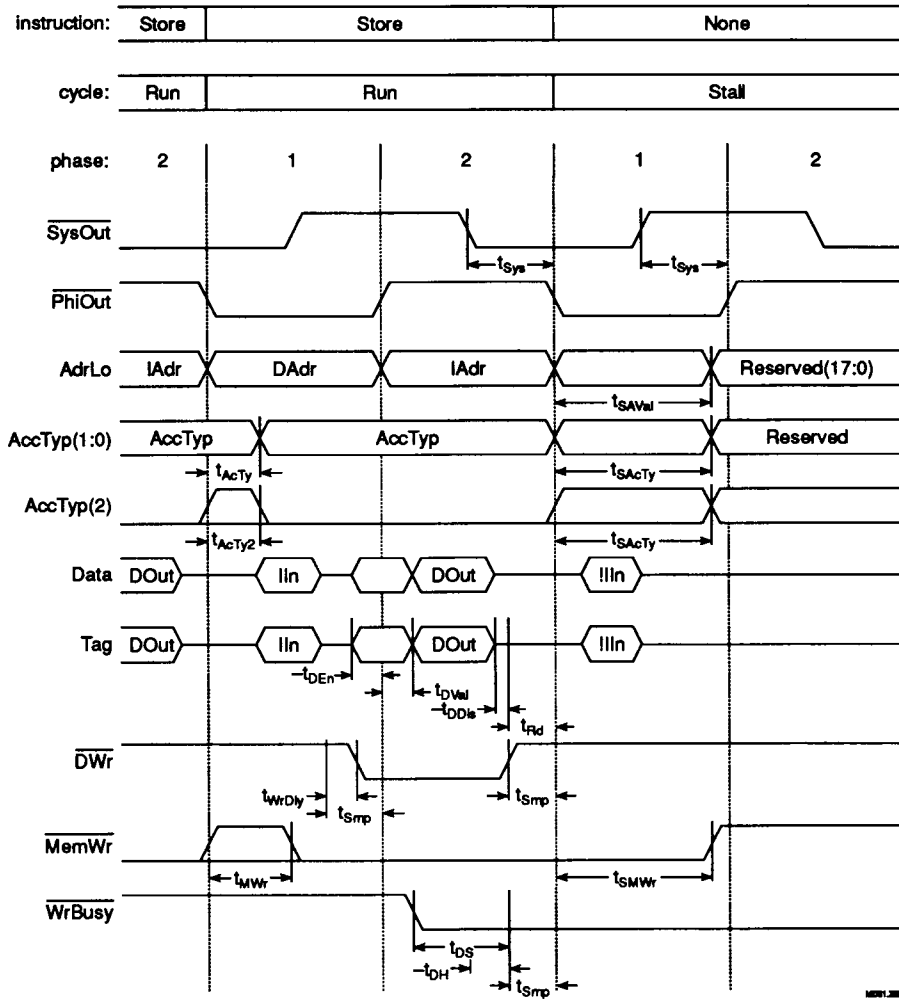 instruction: Store Store None
cycle: Run Run Stall
phase: 2 1 2 1 2
SysOut
tSys tSys
PhiOut
AdrLo IAdr DAdr IAdr Reserved(17:0)
tSAVal
AccTyp(1:0) AccTyp AccTyp Reserved
tAcTy tSAcTy
AccTyp(2)
tAcTy2 tSAcTy
Data DOut IIn DOut !IIn
Tag DOut IIn DOut !IIn
–tDEn tDVal
–tDDis
tRd
DWr
tWrDly tSmp
tSmp
MemWr
tMWr tSMWr
WrBusy
tDS
–tDH
tSmp